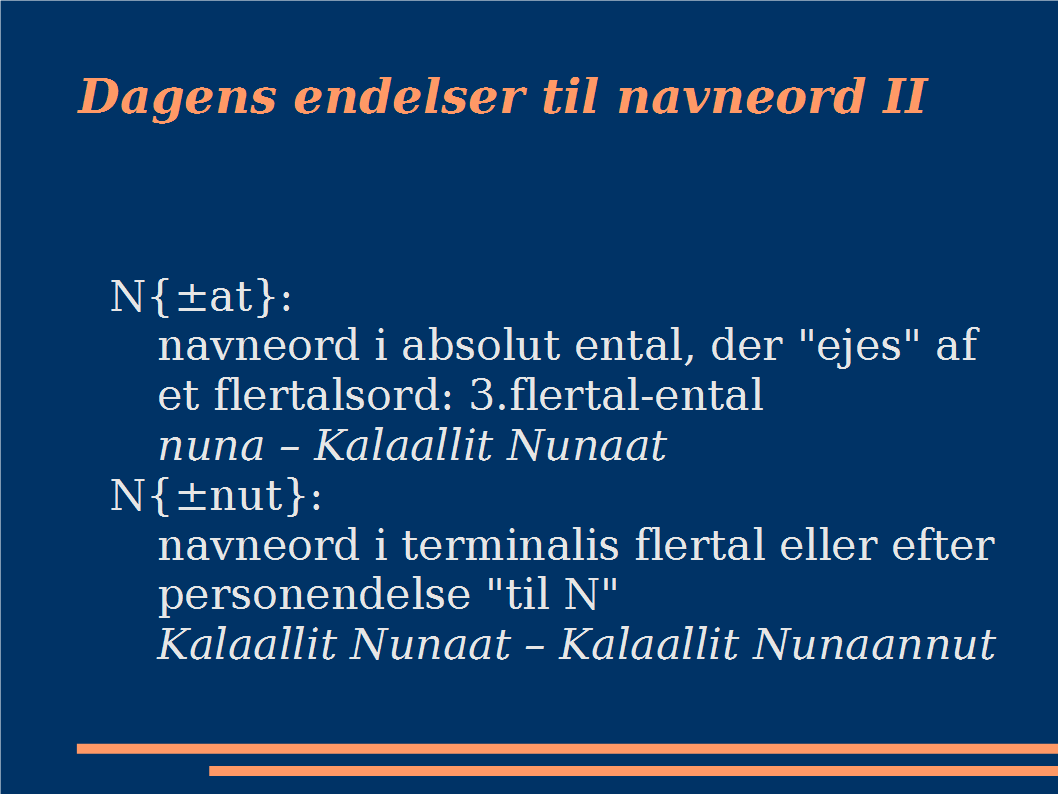 Dagens endelser til navneord II
N{±at}:
navneord i absolut ental, der "ejes" af
et flertalsord: 3.flertal-ental
nuna – Kalaallit Nunaat
N{±nut}:
navneord i terminalis flertal eller efter
personendelse "til N"
Kalaallit Nunaat – Kalaallit Nunaannut